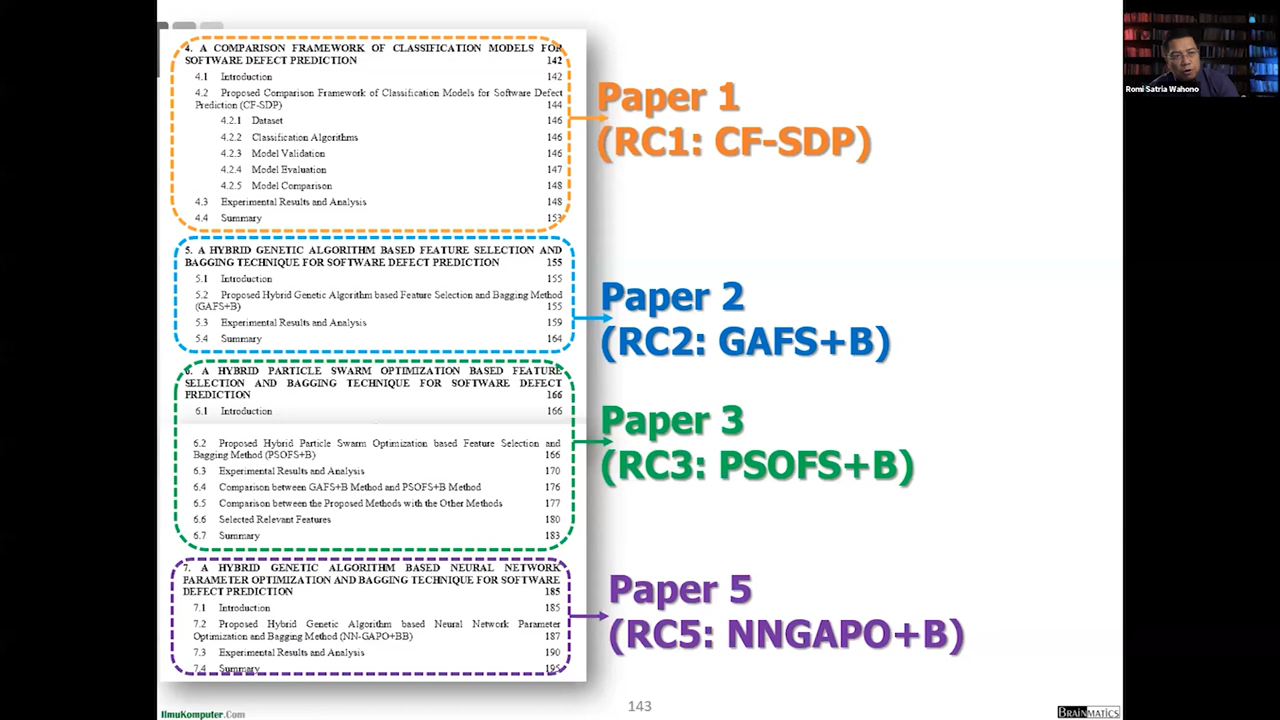 4. A COMPARISON FRAMEWORK OF CLASSIFICATION MODELS FOR
SOFTWARE DEFECT PREDICTION 142
4.1 Introduction 142
4.2 Proposed Comparison Framework of Classification Models for Software Defect
Prediction (CF-SDP) 144
4.2.1 Dataset 146
4.2.2 Classification Algorithms 146
4.2.3 Model Validation 146
4.2.4 Model Evaluation 147
4.2.5 Model Comparison 148
4.3 Experimental Results and Analysis 148
4.4 Summary 153
Paper 1
(RC1: CF-SDP)
5. A HYBRID GENETIC ALGORITHM BASED FEATURE SELECTION AND
BAGGING TECHNIQUE FOR SOFTWARE DEFECT PREDICTION 155
5.1 Introduction 155
5.2 Proposed Hybrid Genetic Algorithm based Feature Selection and Bagging Method
(GAFS+B) 155
5.3 Experimental Results and Analysis 159
5.4 Summary 164
Paper 2
(RC2: GAFS+B)
6. A HYBRID PARTICLE SWARM OPTIMIZATION BASED FEATURE
SELECTION AND BAGGING TECHNIQUE FOR SOFTWARE DEFECT
PREDICTION 166
6.1 Introduction 166
6.2 Proposed Hybrid Particle Swarm Optimization based Feature Selection and
Bagging Method (PSOFS+B) 166
6.3 Experimental Results and Analysis 170
6.4 Comparison between GAFS+B Method and PSOFS+B Method 176
6.5 Comparison between the Proposed Methods with the Other Methods 177
6.6 Selected Relevant Features 180
6.7 Summary 183
Paper 3
(RC3: PSOFS+B)
7. A HYBRID GENETIC ALGORITHM BASED NEURAL NETWORK
PARAMETER OPTIMIZATION AND BAGGING TECHNIQUE FOR SOFTWARE
DEFECT PREDICTION 185
7.1 Introduction 185
7.2 Proposed Hybrid Genetic Algorithm based Neural Network Parameter
Optimization and Bagging Method (NN-GAPO+BB) 187
7.3 Experimental Results and Analysis 190
7.4 Summary 195
Paper 5
(RC5: NNGAPO+B)
Romi Satria Wahono
IlmuKomputer.Com
143
BRAINMATICS